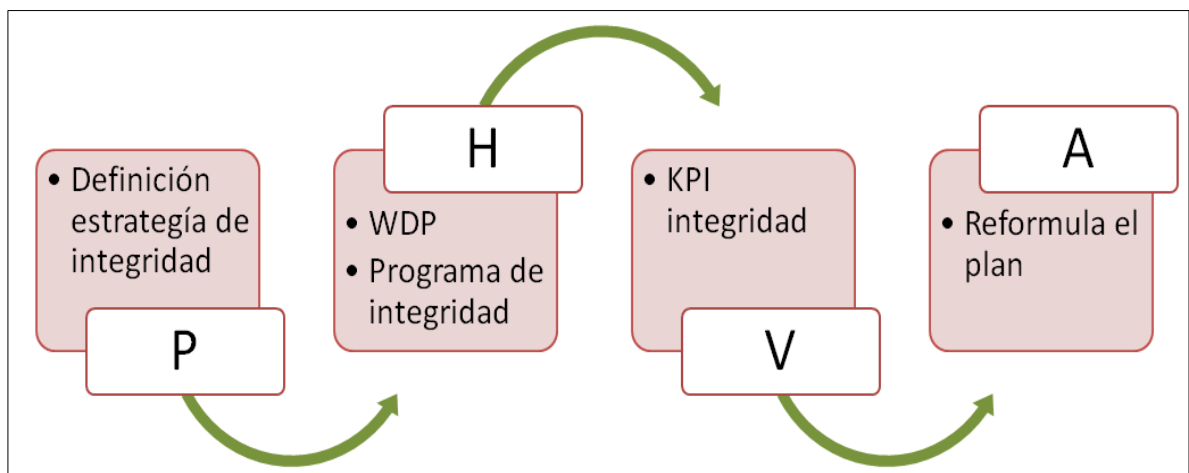 • Definición
estrategía de
integridad
P
H
• WDP
• Programa de
integridad
• KPI
integridad
V
A
• Reformula el
plan